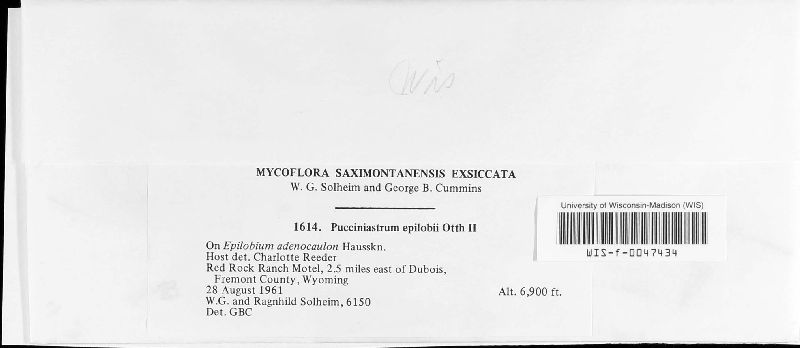 Wis
MYCOFLORA SAXIMONTANENSIS EXSICCATA
W. G. Solheim and George B. Cummins
1614. Pucciniastrum epilobii Otth II
On Epilobium adenocaulon Hausskn.
Host det. Charlotte Reeder
Red Rock Ranch Motel, 2.5 miles east of Dubois,
Fremont County, Wyoming
28 August 1961 Alt. 6,900 ft.
W.G. and Ragnhild Solheim, 6150
Det. GBC
University of Wisconsin-Madison (WIS)
WIS-f-0047434